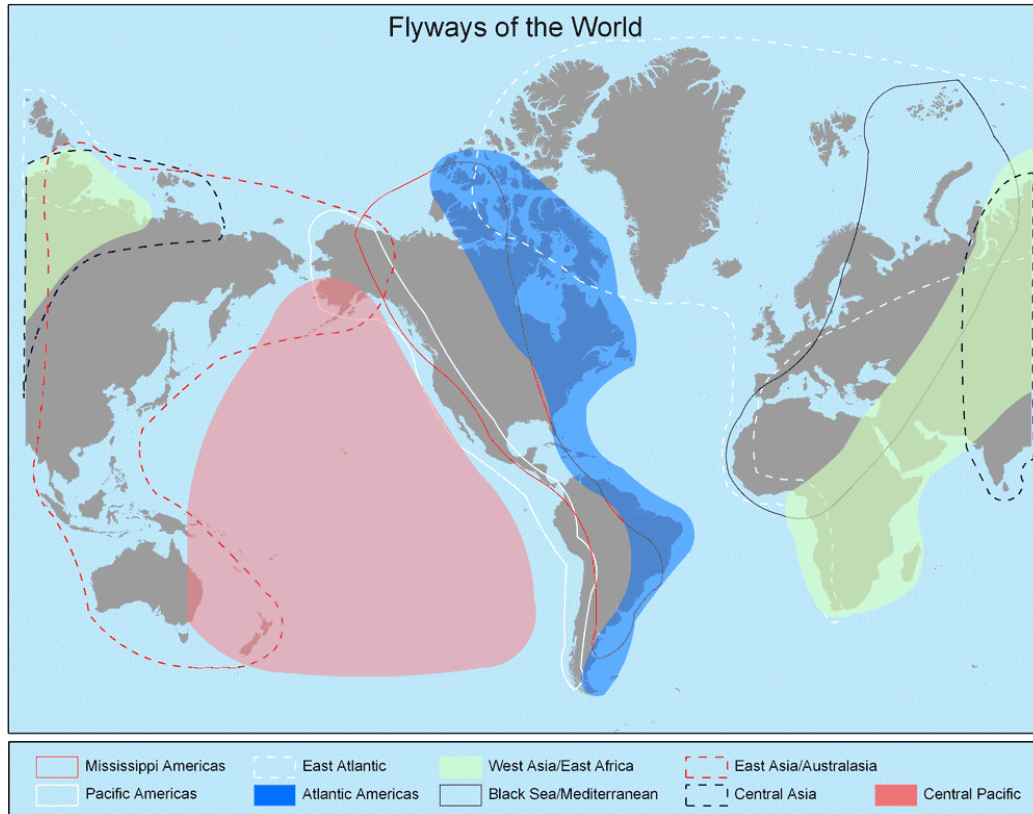 Flyways of the World
Mississippi Americas
East Atlantic
West Asia/East Africa
East Asia/Australasia
Pacific Americas
Atlantic Americas
Black Sea/Mediterranean
Central Asia
Central Pacific